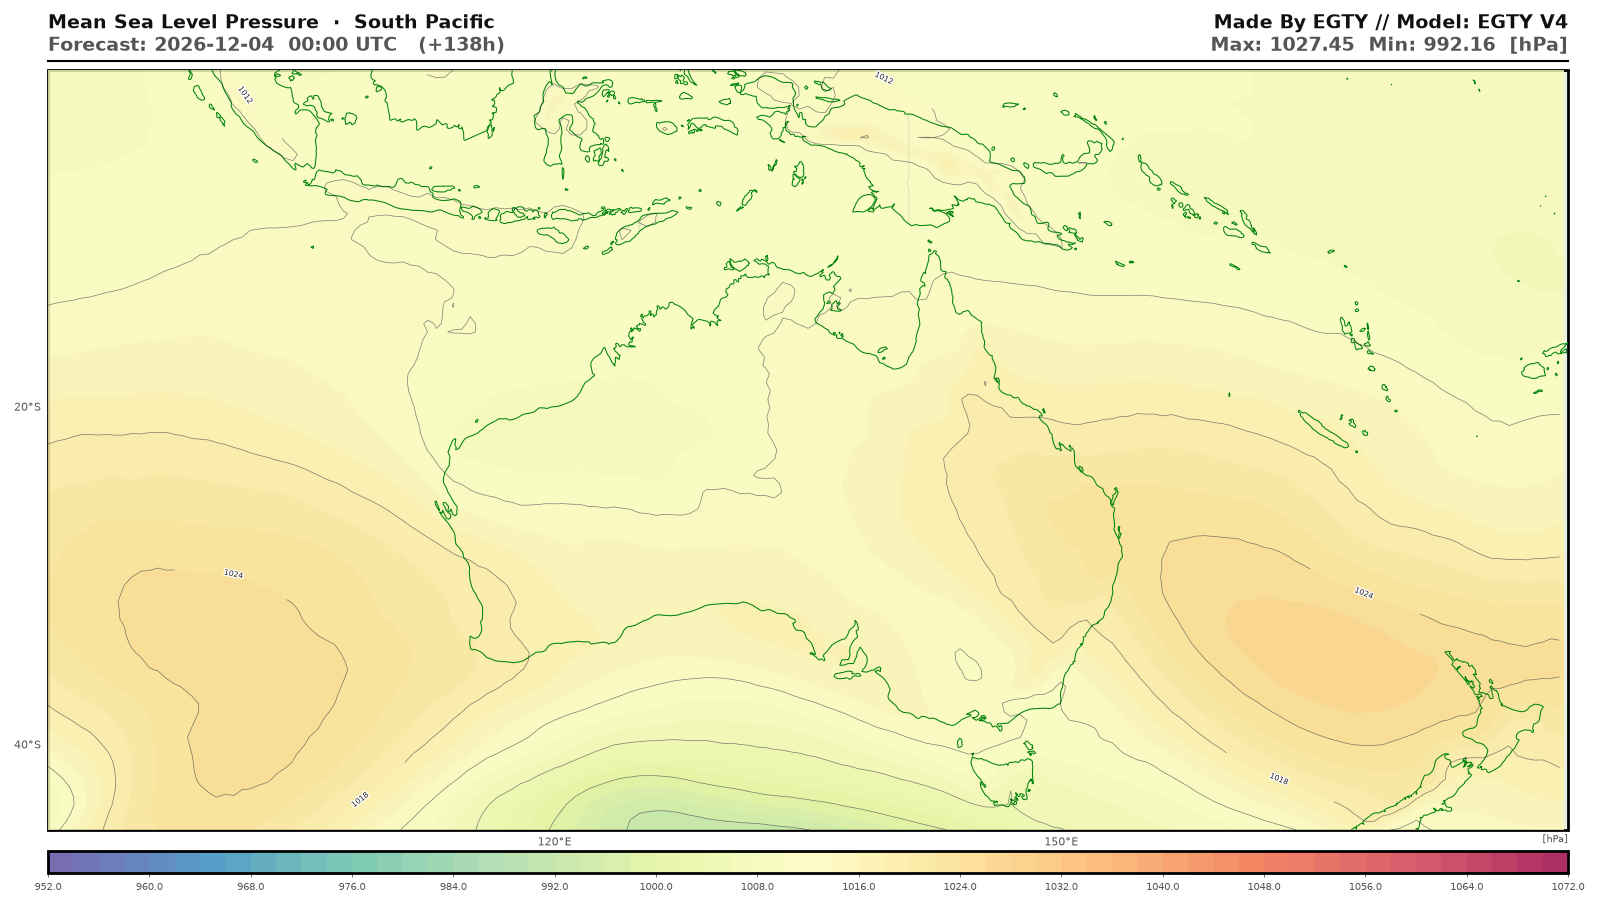 Mean Sea Level Pressure · South Pacific
Made By EGTY // Model: EGTY V4
Forecast: 2026-12-04 00:00 UTC (+138h)
Max: 1027.45 Min: 992.16 [hPa]
1012
1012
20°S
1024
1024
40°S
1018
1018
120°E
150°E
[hPa]
952.0 960.0 968.0 976.0 984.0 992.0 1000.0 1008.0 1016.0 1024.0 1032.0 1040.0 1048.0 1056.0 1064.0 1072.0